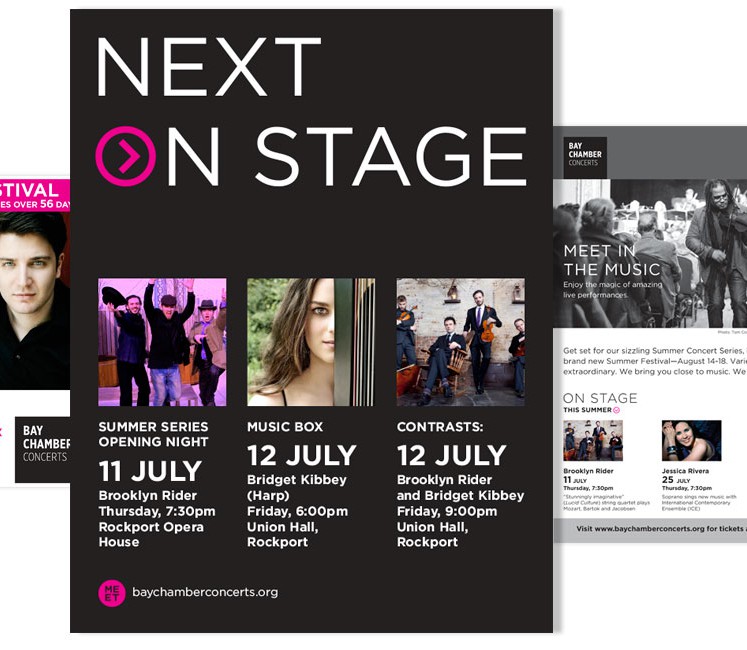 NEXT
ON STAGE
SUMMER SERIES
OPENING NIGHT
11 JULY
Brooklyn Rider
Thursday, 7:30pm
Rockport Opera
House
MUSIC BOX
12 JULY
Bridget Kibbey
(Harp)
Friday, 6:00pm
Union Hall,
Rockport
CONTRASTS:
12 JULY
Brooklyn Rider
and Bridget Kibbey
Friday, 9:00pm
Union Hall,
Rockport
MEET
baychamberconcerts.org
STIVAL
ES OVER 56 DA
BAY
CHAMBER
CONCERTS
BAY
CHAMBER
CONCERTS
MEET IN
THE MUSIC
Enjoy the magic of amazing
live performances.
Get set for our sizzling Summer Concert Series,
brand new Summer Festival—August 14-18. Vari
extraordinary. We bring you close to music. We
ON STAGE
THIS SUMMER
Brooklyn Rider
11 JULY
Thursday, 7:30pm
"Stunningly imaginative"
(Lucid Culture) string quartet plays
Mozart, Bartok and Jacobsen
Jessica Rivera
25 JULY
Thursday, 7:30pm
Soprano sings new music with
International Contemporary
Ensemble (ICE)
Visit www.baychamberconcerts.org for tickets